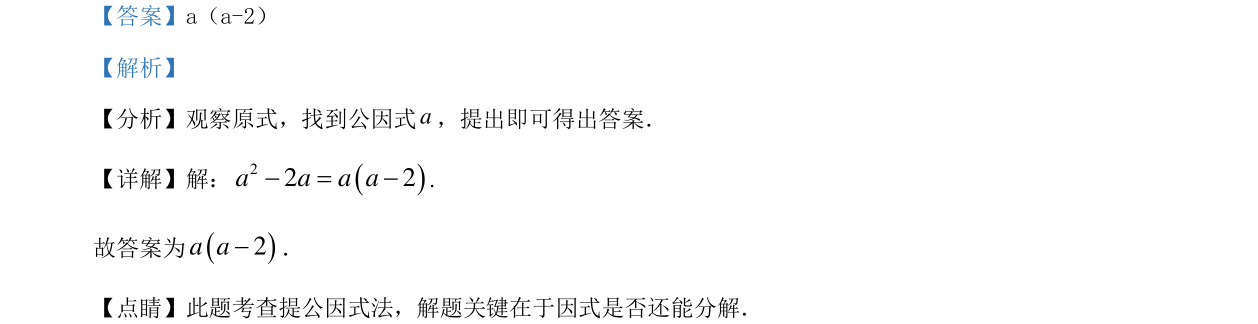 【答案】a（a-2）
【解析】
【分析】观察原式，找到公因式 a ，提出即可得出答案．
【详解】解：a² − 2a = a(a − 2) .
故答案为 a(a − 2) ．
【点睛】此题考查提公因式法，解题关键在于因式是否还能分解．